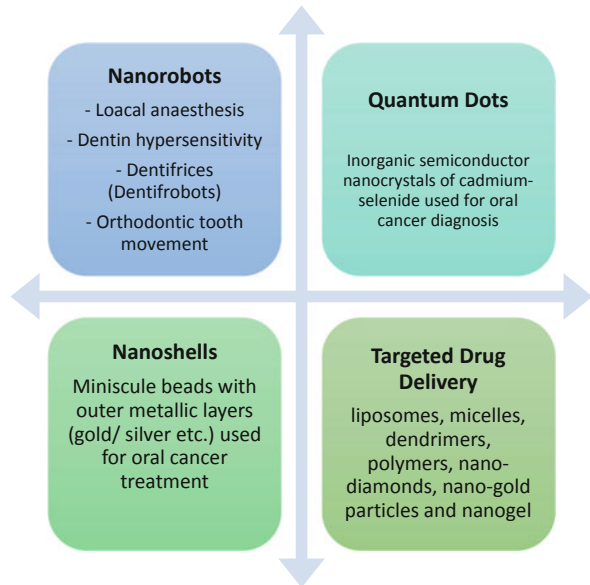 Nanorobots
- Loacal anaesthesis
- Dentin hypersensitivity
- Dentifrices
(Dentifrobots)
- Orthodontic tooth
movement
Quantum Dots
Inorganic semiconductor
nanocrystals of cadmium-
selenide used for oral
cancer diagnosis
Nanoshells
Miniscule beads with
outer metallic layers
(gold/ silver etc.) used
for oral cancer
treatment
Targeted Drug
Delivery
liposomes, micelles,
dendrimers,
polymers, nano-
diamonds, nano-gold
particles and nanogel